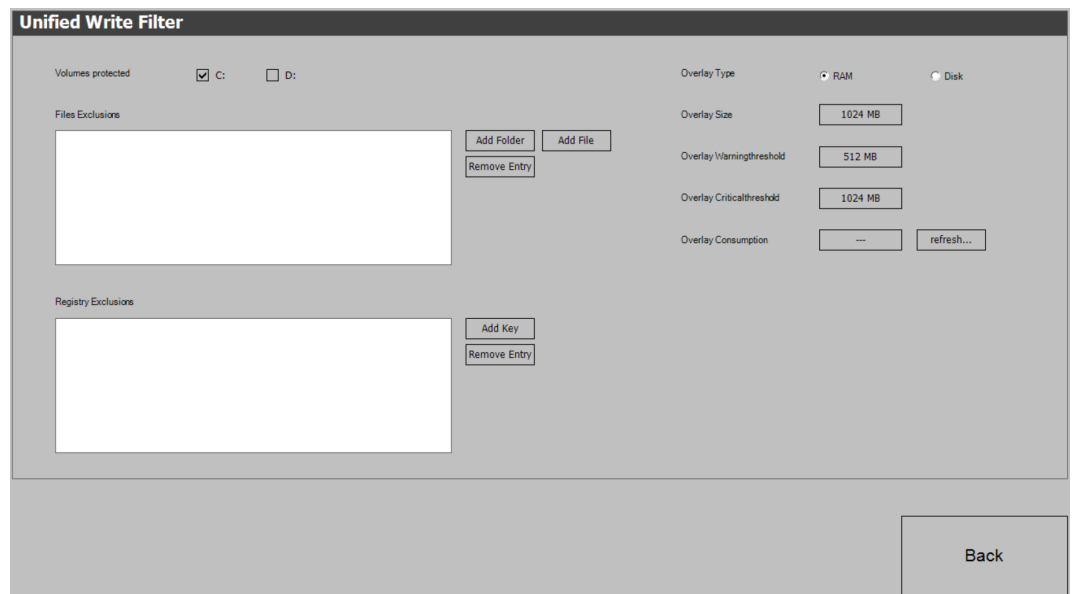 Unified Write Filter
Volumes protected
C:
D:
Files Exclusions
Add Folder
Add File
Remove Entry
Registry Exclusions
Add Key
Remove Entry
Overlay Type
RAM
Disk
Overlay Size
1024 MB
Overlay Warningthreshold
512 MB
Overlay Criticalthreshold
1024 MB
Overlay Consumption
---
refresh...
Back